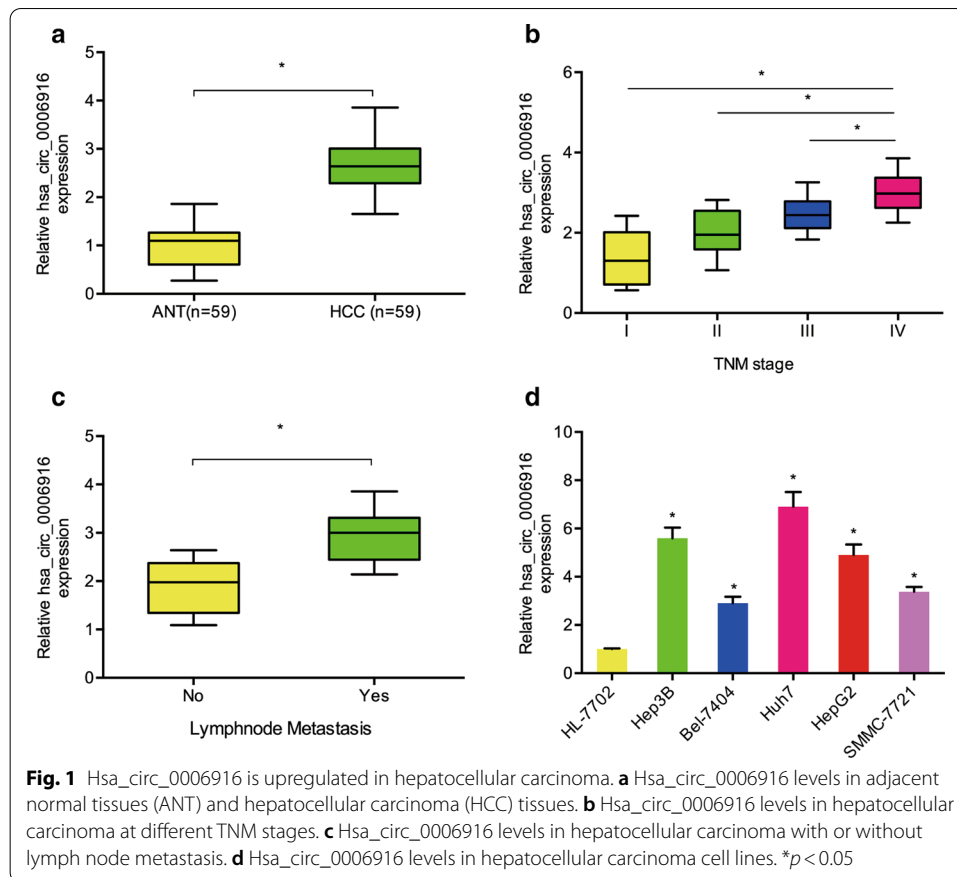 a
Relative hsa_circ_0006916
expression
5
4
3
2
1
0
*
ANT(n=59)
HCC (n=59)
b
Relative hsa_circ_0006916
expression
6
4
2
0
*
*
*
I
II
III
IV
TNM stage
c
Relative hsa_circ_0006916
expression
5
4
3
2
1
0
*
No
Yes
Lymphnode Metastasis
d
Relative hsa_circ_0006916
expression
10
8
6
4
2
0
*
*
*
*
*
HL-7702
Hep3B
Bel-7404
Huh7
HepG2
SMMC-7721
Fig. 1 Hsa_circ_0006916 is upregulated in hepatocellular carcinoma. a Hsa_circ_0006916 levels in adjacent
normal tissues (ANT) and hepatocellular carcinoma (HCC) tissues. b Hsa_circ_0006916 levels in hepatocellular
carcinoma at different TNM stages. c Hsa_circ_0006916 levels in hepatocellular carcinoma with or without
lymph node metastasis. d Hsa_circ_0006916 levels in hepatocellular carcinoma cell lines. *p < 0.05